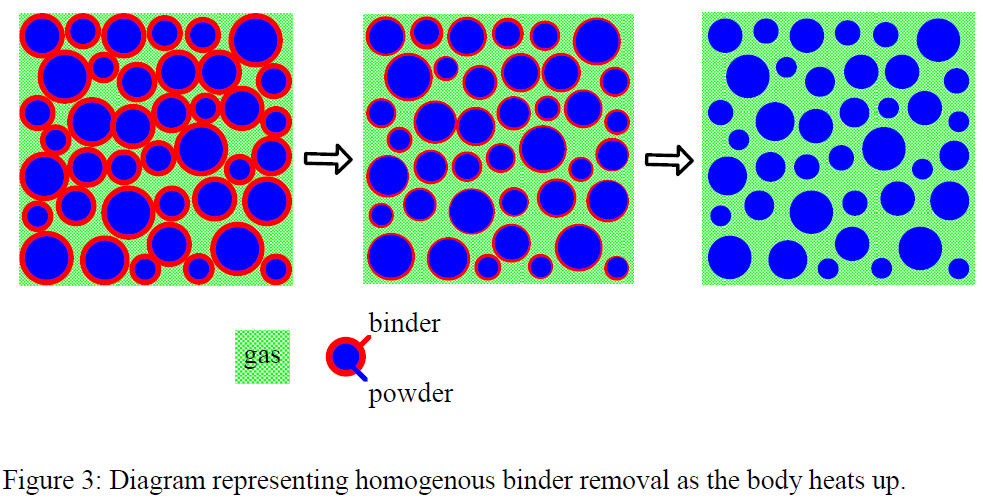 binder
gas
powder
Figure 3: Diagram representing homogenous binder removal as the body heats up.